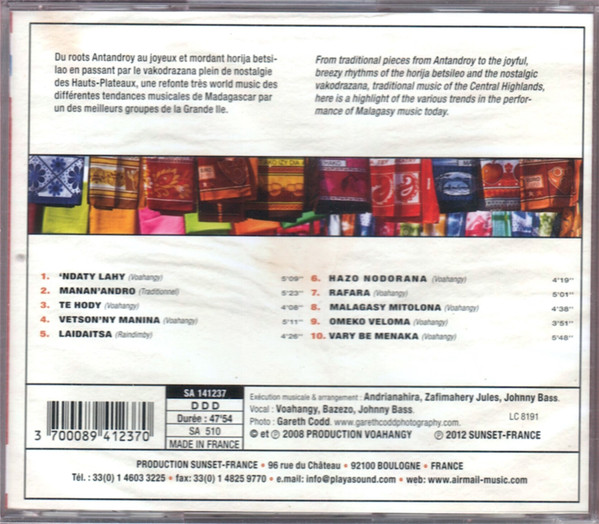 Du roots Antandroy au joyeux et mordant horija betsi-
lao en passant par le vakodrazana plein de nostalgie
des Hauts-Plateaux, une refonte très world music des
différentes tendances musicales de Madagascar par
un des meilleurs groupes de la Grande Ile.
From traditional pieces from Antandroy to the joyful,
breezy rhythms of the horija betsileo and the nostalgic
vakodrazana, traditional music of the Central Highlands,
here is a highlight of the various trends in the perfor-
mance of Malagasy music today.
1. 'NDATY LAHY (Voahangy) 5'09"
2. MANAN'ANDRO (Traditionnel) 5'23"
3. TE HODY (Voahangy) 4'08"
4. VETSON'NY MANINA (Voahangy) 5'11"
5. LAIDAITSA (Raindimby) 4'26"
6. HAZO NODORANA (Voahangy) 4'19"
7. RAFARA (Voahangy) 5'01"
8. MALAGASY MITOLONA (Voahangy) 4'38"
9. OMEKO VELOMA (Voahangy) 3'51"
10. VARY BE MENAKA (Voahangy) 5'48"
3 700089 412370
SA 141237
D D D
Durée : 47'54
SA 510
MADE IN FRANCE
Exécution musicale & arrangement : Andrianahira, Zafimahery Jules, Johnny Bass.
Vocal : Voahangy, Bazezo, Johnny Bass.
Photo : Gareth Codd. www.garethcoddphotography.com
LC 8191
© et ℗ 2008 PRODUCTION VOAHANGY ℗ 2012 SUNSET-FRANCE
PRODUCTION SUNSET-FRANCE • 96 rue du Château • 92100 BOULOGNE • FRANCE
Tél. : 33(0) 1 4603 3225 • fax: 33(0) 1 4825 9770 • e.mail: info@playasound.com • web: www.airmail-music.com